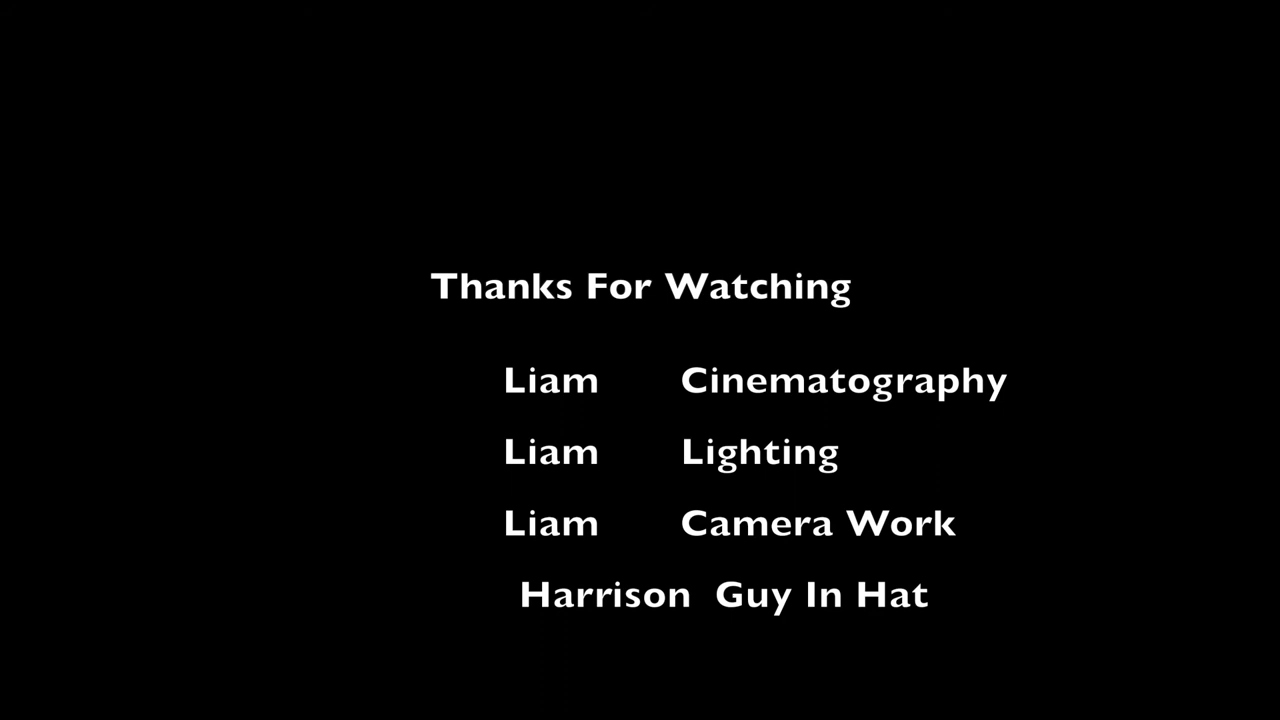 Thanks For Watching
Liam Cinematography
Liam Lighting
Liam Camera Work
Harrison Guy In Hat